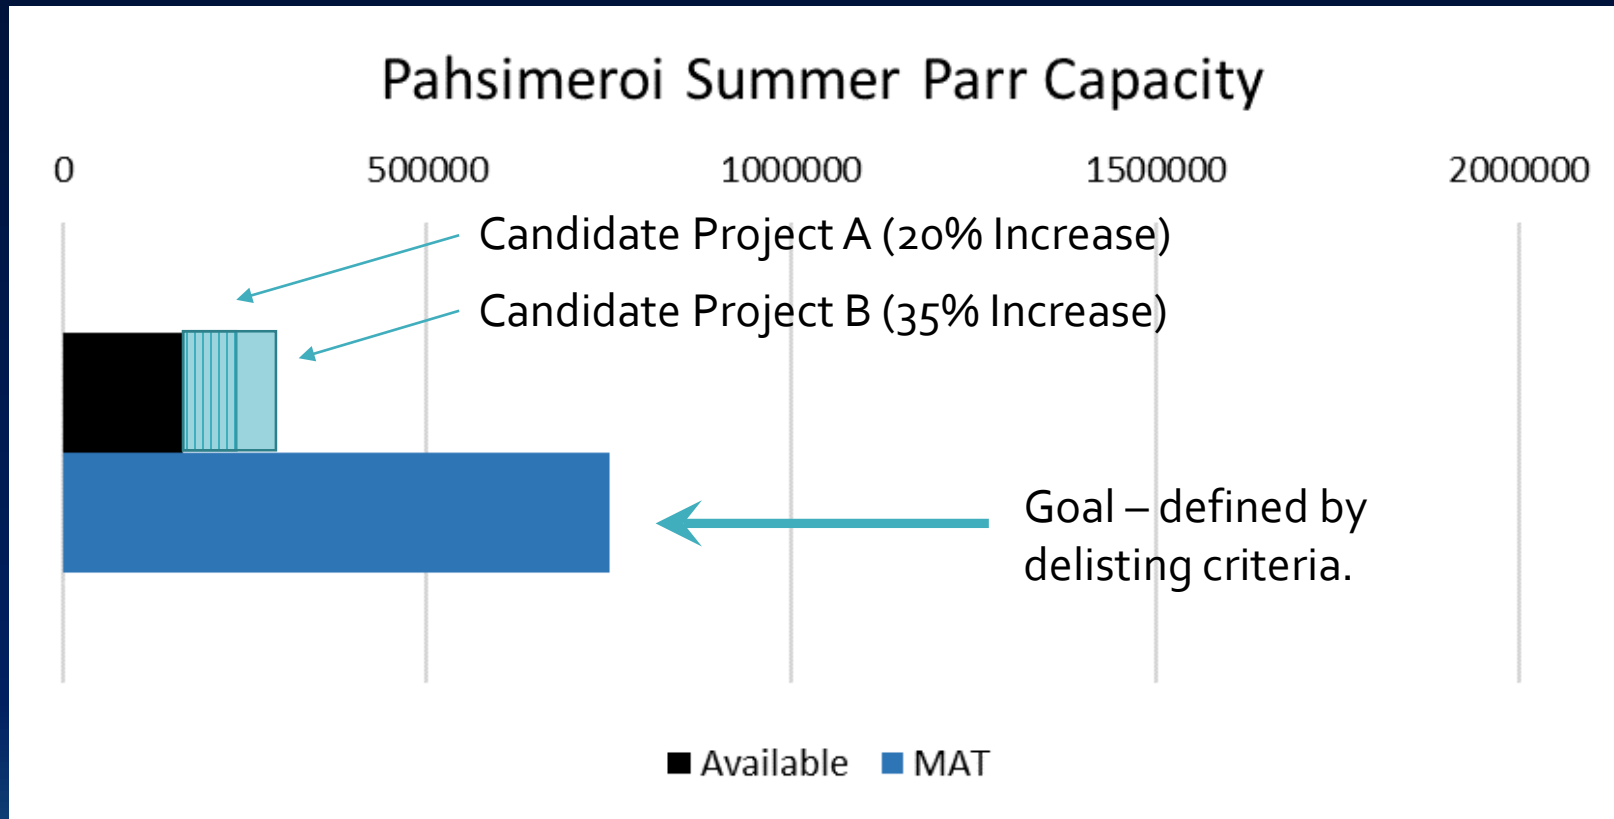 Pahsimeroi Summer Parr Capacity
0 500000 1000000 1500000 2000000
Candidate Project A (20% Increase)
Candidate Project B (35% Increase)
Goal – defined by
delisting criteria.
Available MAT